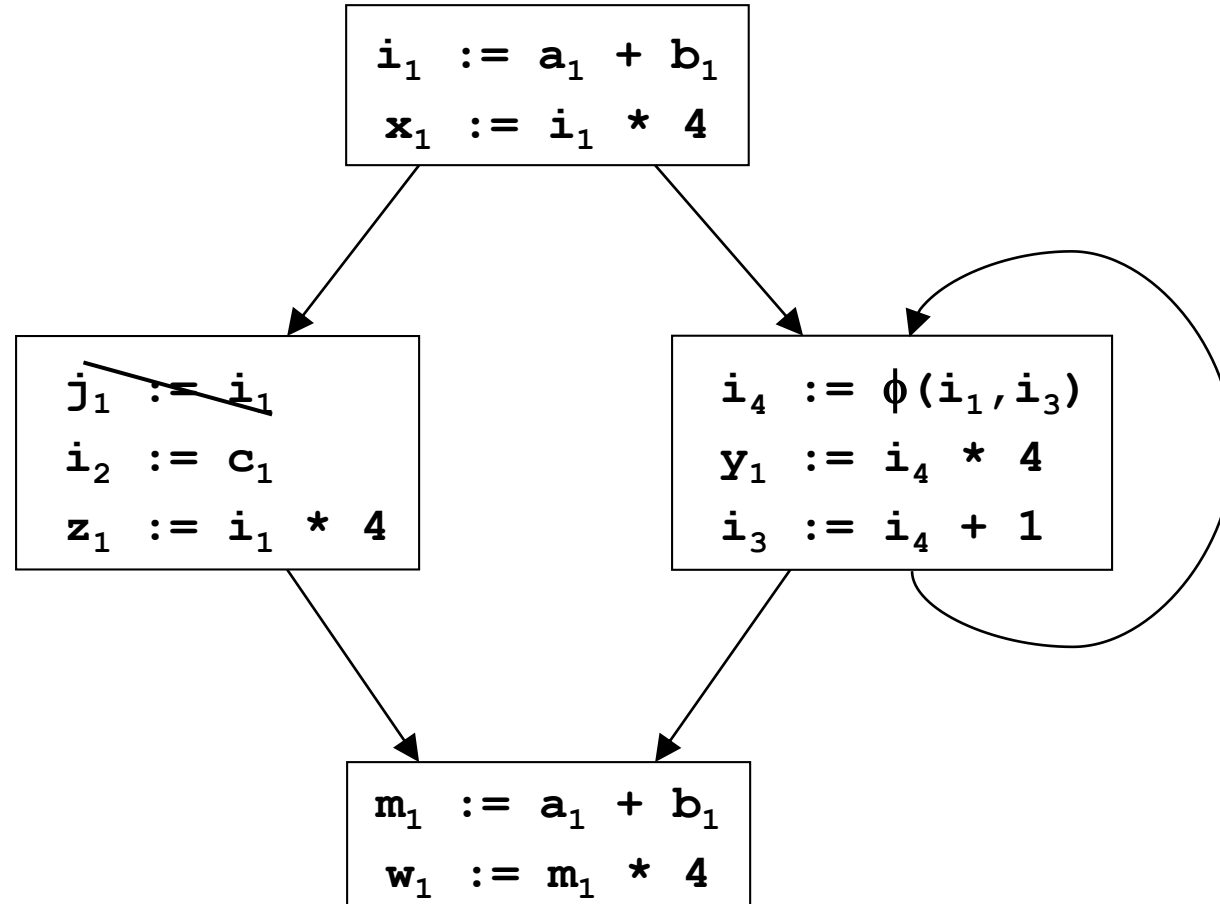 i₁ := a₁ + b₁
x₁ := i₁ * 4
j₁ := i₁
i₂ := c₁
z₁ := i₁ * 4
i₄ := ϕ(i₁,i₃)
y₁ := i₄ * 4
i₃ := i₄ + 1
m₁ := a₁ + b₁
w₁ := m₁ * 4